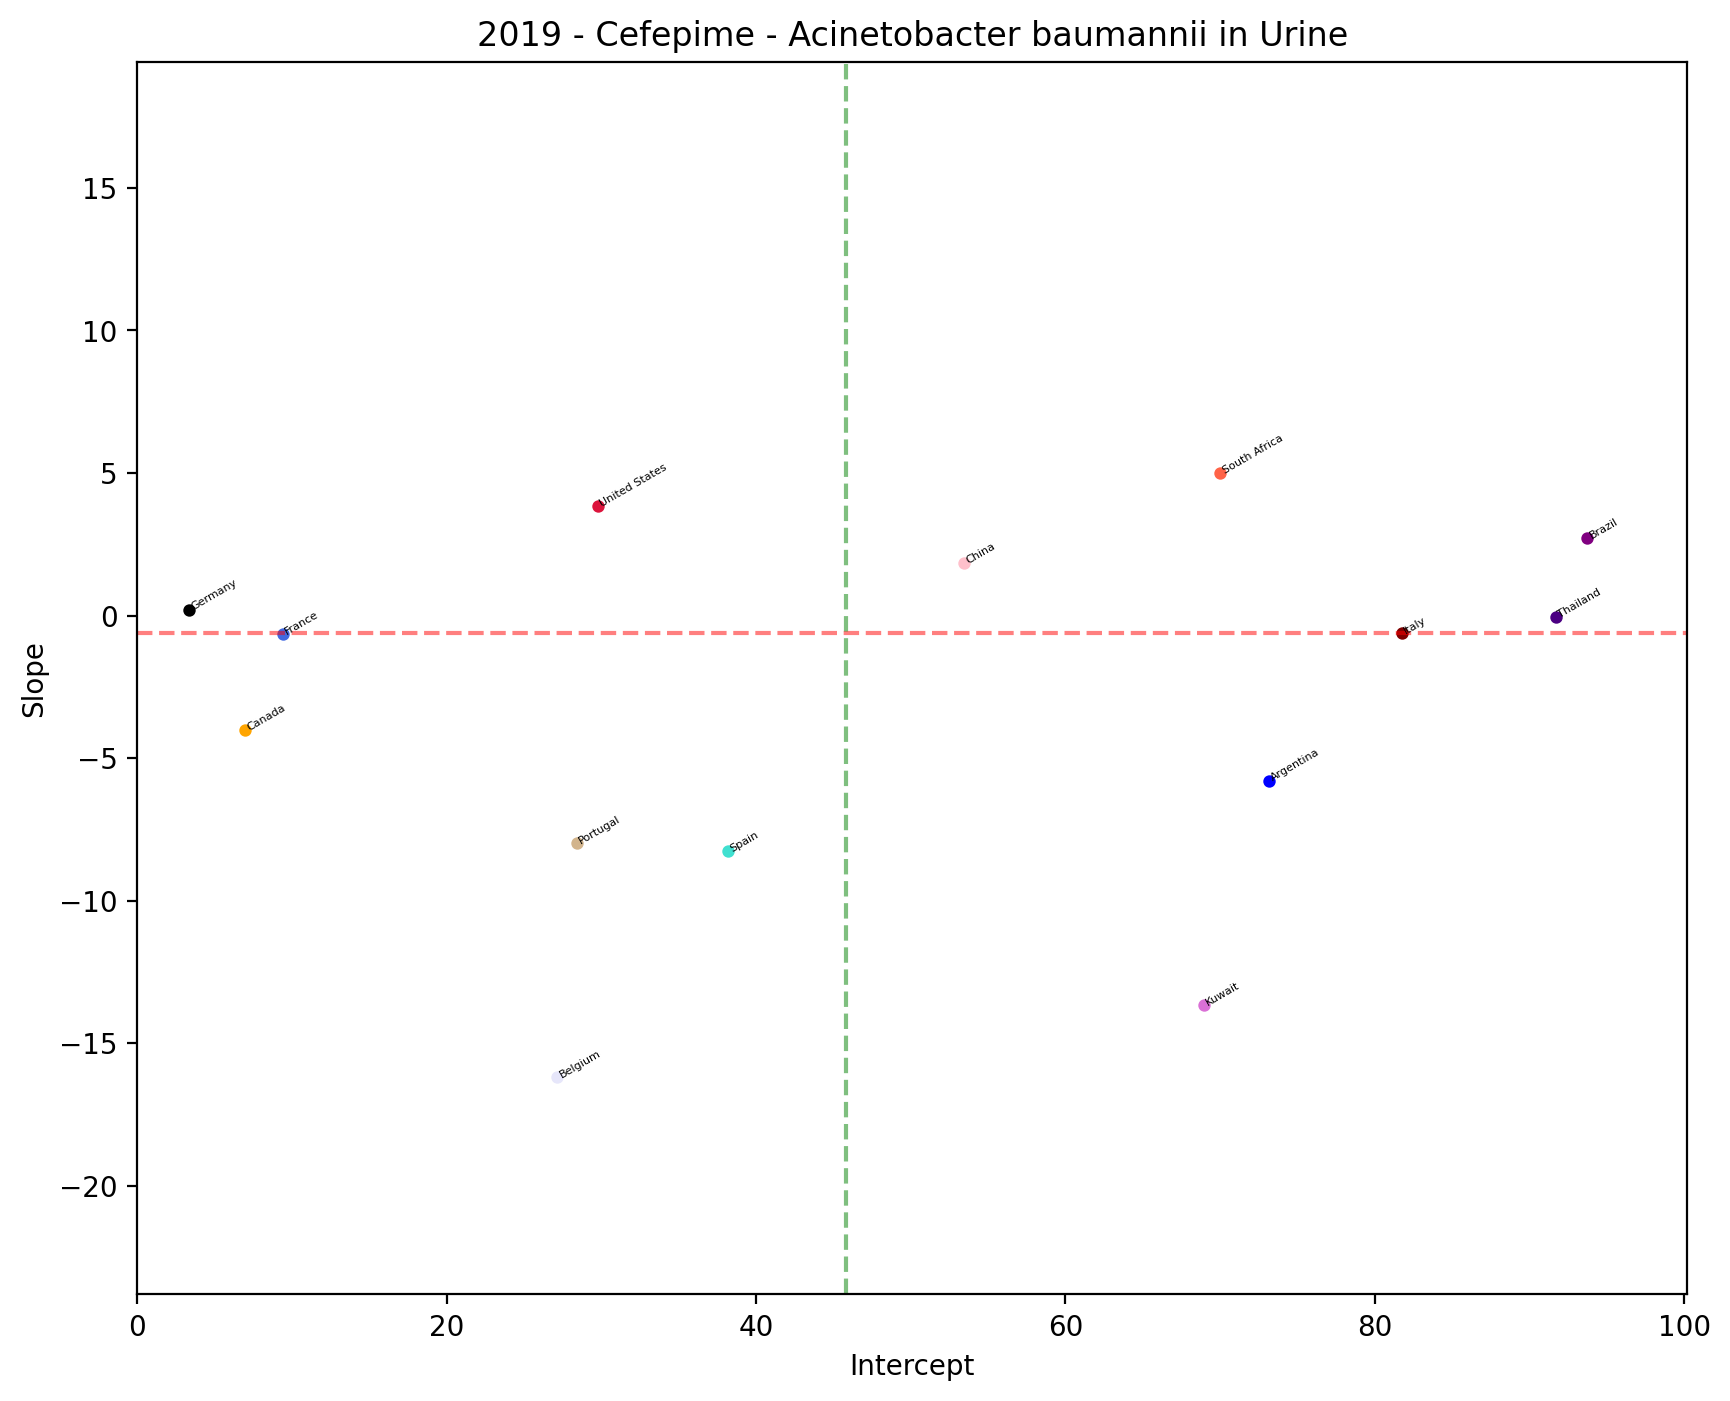 2019 - Cefepime - Acinetobacter baumannii in Urine
15
10
5
0
−5
−10
−15
−20
Slope
South Africa
United States
Brazil
China
Germany
Thailand
France
Italy
Canada
Argentina
Portugal
Spain
Kuwait
Belgium
0
20
40
60
80
100
Intercept